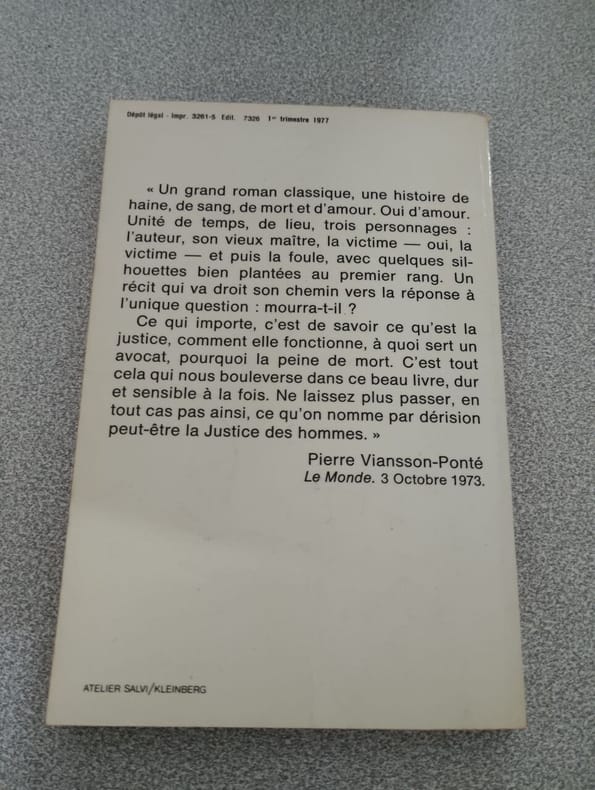 Dépôt légal - Impr. 3261-5 Edit. 7326 1er trimestre 1977
« Un grand roman classique, une histoire de
haine, de sang, de mort et d'amour. Oui d'amour.
Unité de temps, de lieu, trois personnages :
l'auteur, son vieux maître, la victime — oui, la
victime — et puis la foule, avec quelques sil-
houettes bien plantées au premier rang. Un
récit qui va droit son chemin vers la réponse à
l'unique question : mourra-t-il ?
Ce qui importe, c'est de savoir ce qu'est la
justice, comment elle fonctionne, à quoi sert un
avocat, pourquoi la peine de mort. C'est tout
cela qui nous bouleverse dans ce beau livre, dur
et sensible à la fois. Ne laissez plus passer, en
tout cas pas ainsi, ce qu'on nomme par dérision
peut-être la Justice des hommes. »
Pierre Viansson-Ponté
Le Monde. 3 Octobre 1973.
ATELIER SALVI/KLEINBERG